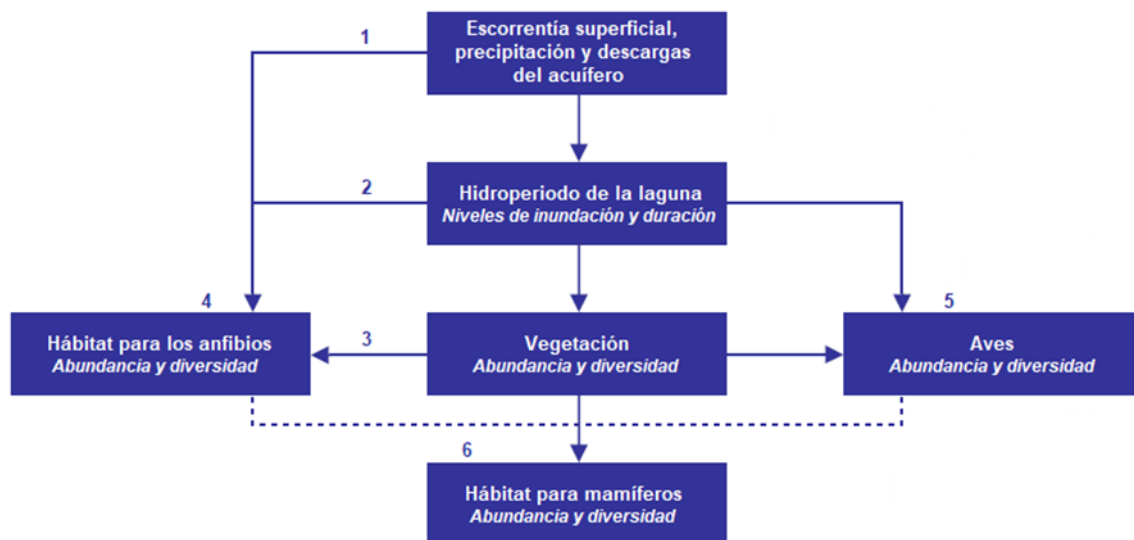 1
Escorrentía superficial,
precipitación y descargas
del acuífero
2
Hidroperiodo de la laguna
Niveles de inundación y duración
4
Hábitat para los anfibios
Abundancia y diversidad
3
Vegetación
Abundancia y diversidad
5
Aves
Abundancia y diversidad
6
Hábitat para mamíferos
Abundancia y diversidad